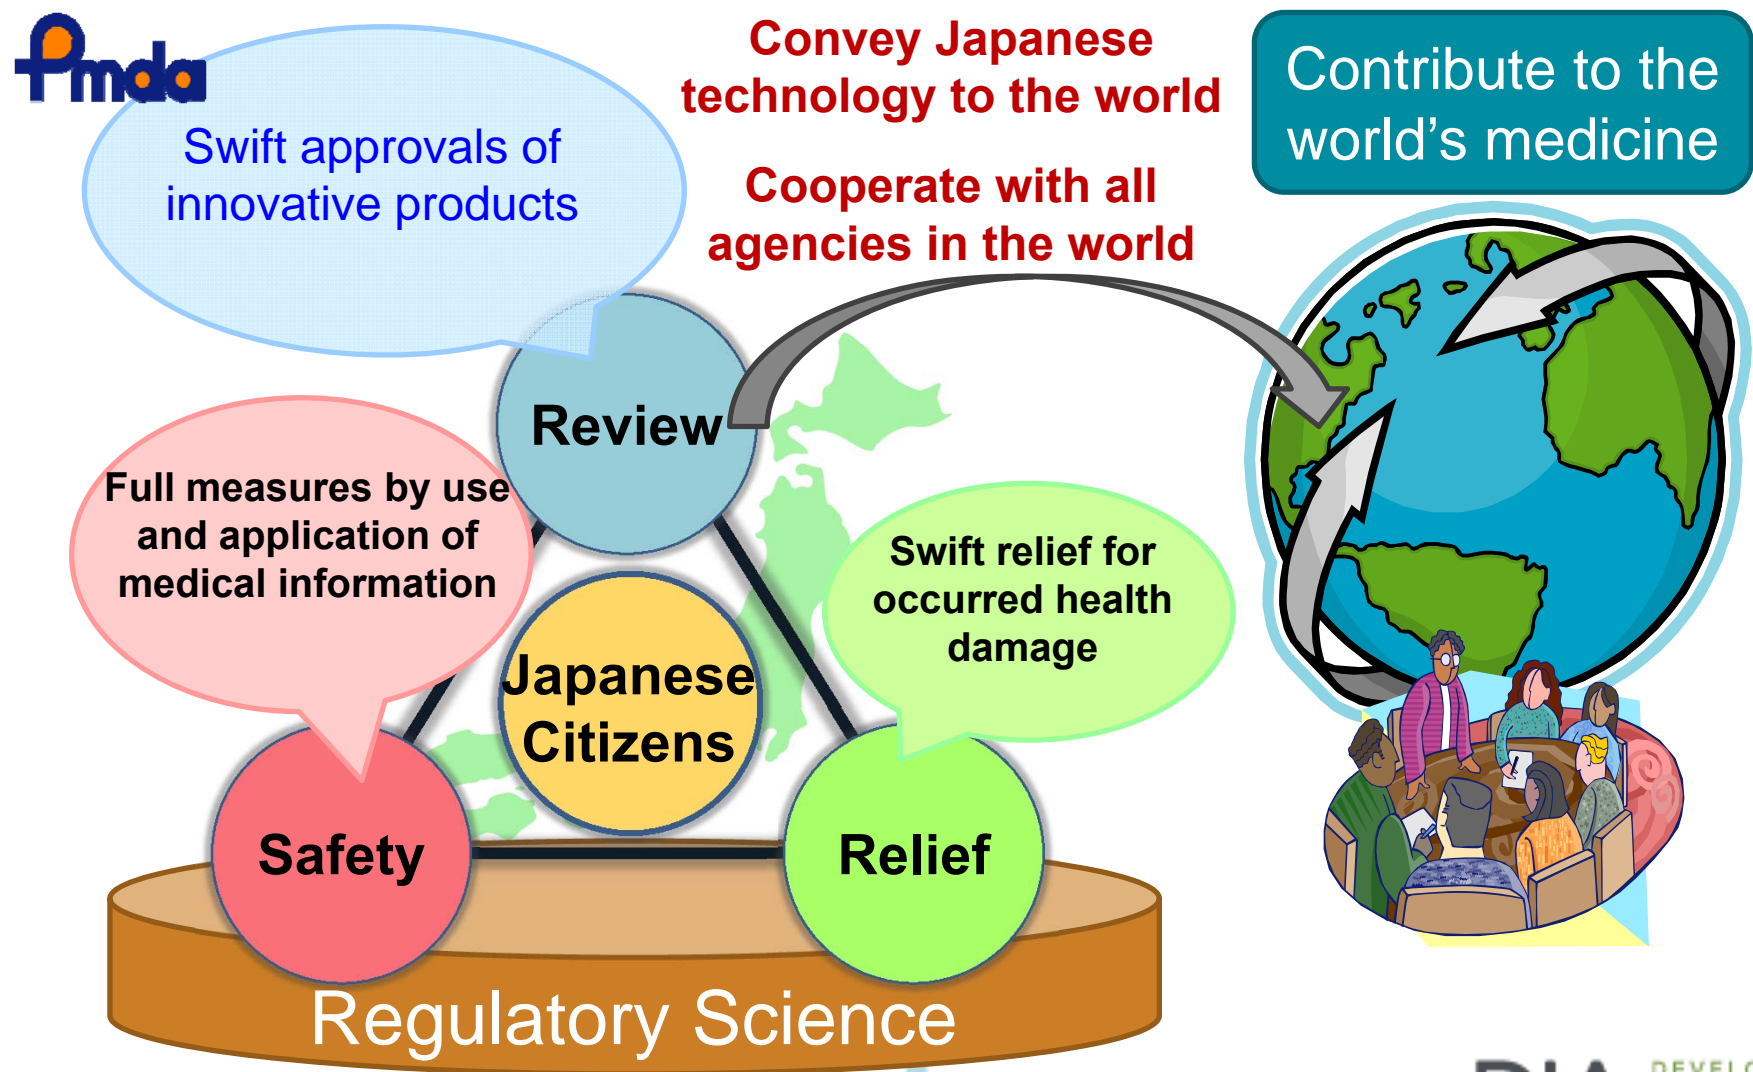 Pmda
Swift approvals of
innovative products
Convey Japanese
technology to the world
Cooperate with all
agencies in the world
Contribute to the
world's medicine
Review
Full measures by use
and application of
medical information
Swift relief for
occurred health
damage
Japanese
Citizens
Safety
Relief
Regulatory Science